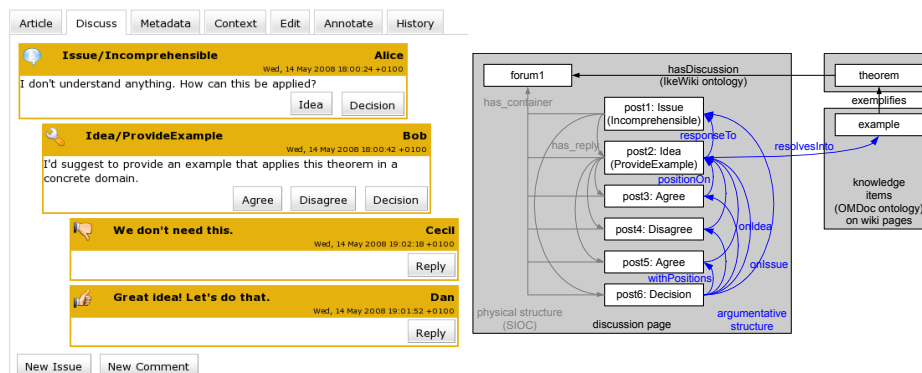 Article Discuss Metadata Context Edit Annotate History
Issue/Incomprehensible Alice
Wed, 14 May 2008 18:00:24 +0100
I don't understand anything. How can this be applied?
Idea Decision
Idea/ProvideExample Bob
Wed, 14 May 2008 18:00:42 +0100
I'd suggest to provide an example that applies this theorem in a
concrete domain.
Agree Disagree Decision
We don't need this. Cecil
Wed, 14 May 2008 19:02:18 +0100
Reply
Great idea! Let's do that. Dan
Wed, 14 May 2008 19:01:52 +0100
Reply
New Issue New Comment
forum1
hasDiscussion
(IkeWiki ontology)
theorem
has_container
exemplifies
post1: Issue
(Incomprehensible)
example
responseTo
has_reply
post2: Idea
(ProvideExample)
resolvesInto
positionOn
post3: Agree
knowledge
items
(OMDoc ontology)
on wiki pages
post4: Disagree
onIdea
post5: Agree
onIssue
withPositions
post6: Decision
physical structure
(SIOC)
discussion page
argumentative
structure